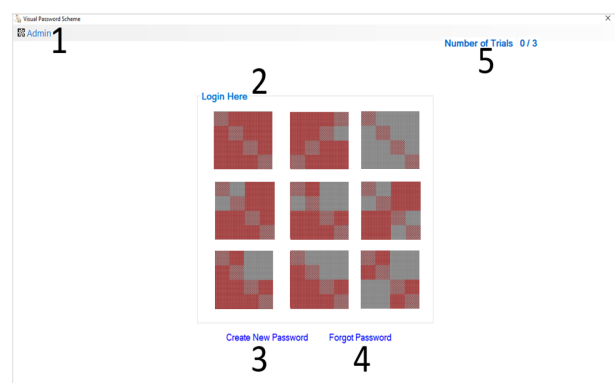 Visual Password Scheme X
Admin
1
Number of Trials 0 / 3
5
2
Login Here
Create New Password Forgot Password
3 4